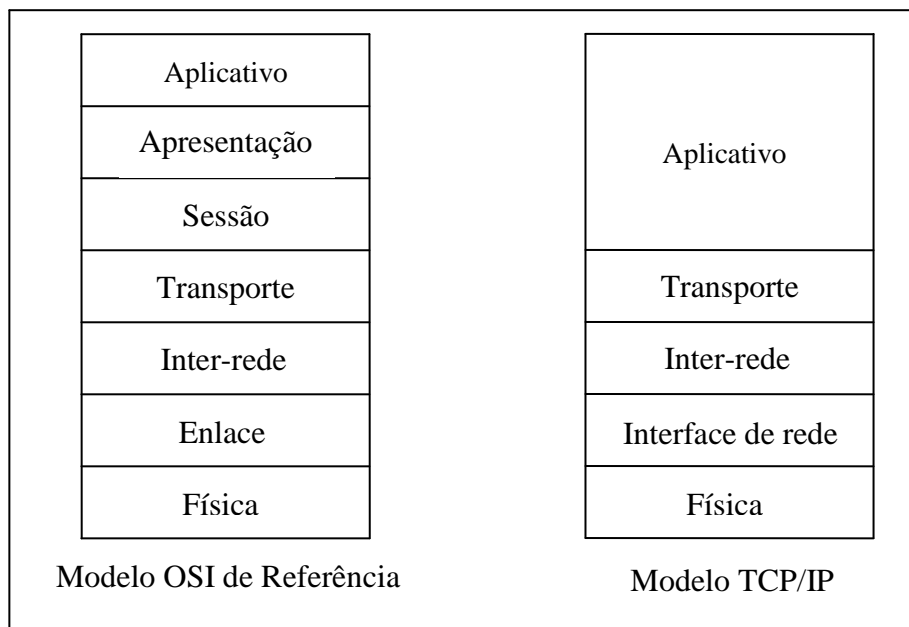 Aplicativo
Apresentação
Sessão
Transporte
Inter-rede
Enlace
Física
Modelo OSI de Referência
Aplicativo
Transporte
Inter-rede
Interface de rede
Física
Modelo TCP/IP